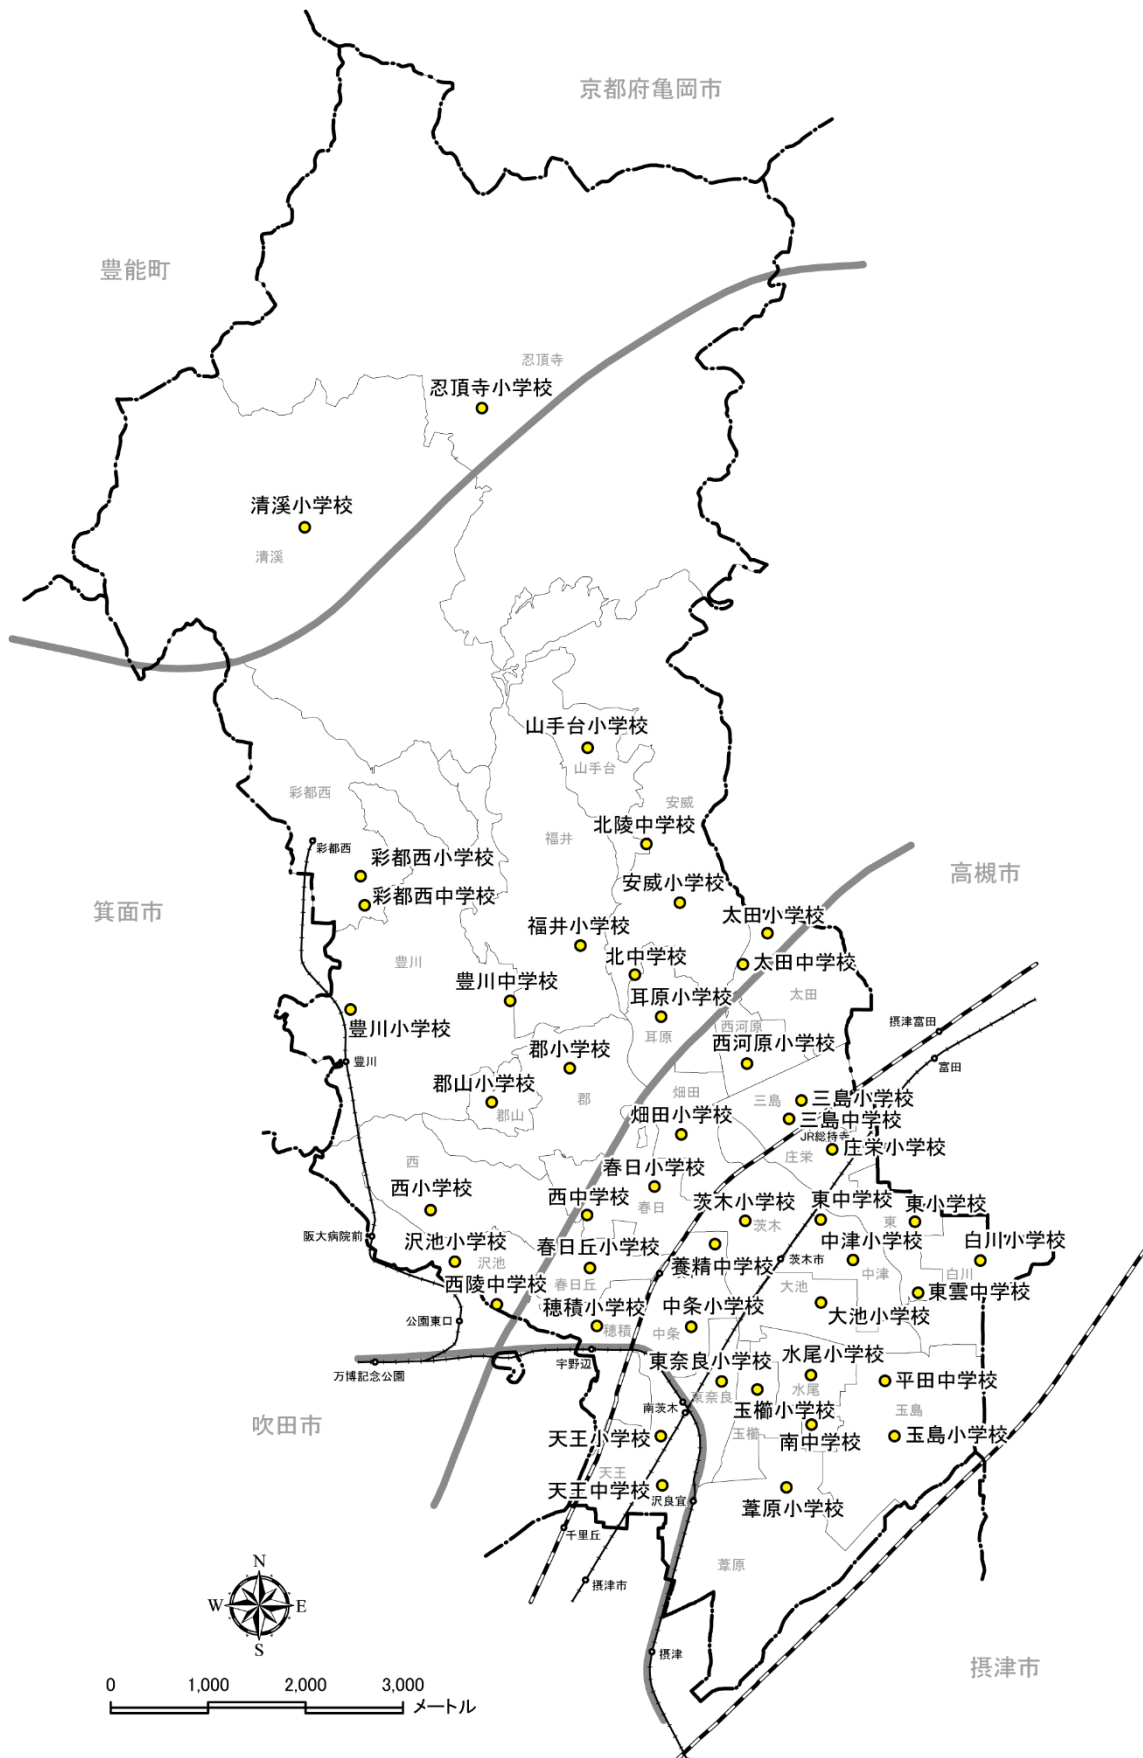 京都府亀岡市
豊能町
忍頂寺
忍頂寺小学校
清溪小学校
清溪
山手台小学校
山手台
彩都西
安威
北陵中学校
福井
彩都西
彩都西小学校
高槻市
安威小学校
彩都西中学校
箕面市
太田小学校
福井小学校
北中学校
太田中学校
豊川
豊川中学校
太田
耳原小学校
摂津富田
豊川小学校
西河原
耳原
西河原小学校
郡小学校
豊川
富田
郡山小学校
畑田
郡
三島
三島小学校
郡山
畑田小学校
三島中学校
JR総持寺
庄栄小学校
庄栄
西
春日小学校
西小学校
春日
西中学校
茨木小学校
茨木
東中学校
東
東小学校
阪大病院前
沢池小学校
沢池
春日丘小学校
養精中学校
茨木市
中津小学校
中津
白川小学校
白川
西陵中学校
春日丘
大池
東雲中学校
穂積小学校
中条小学校
大池小学校
公園東口
穂積
中条
宇野辺
東奈良小学校
水尾小学校
万博記念公園
東奈良
水尾
平田中学校
玉櫛小学校
南茨木
玉島
吹田市
天王小学校
玉櫛
南中学校
玉島小学校
天王
天王中学校
沢良宜
葦原小学校
千里丘
葦原
摂津市
N
W
E
S
摂津
摂津市
0
1,000
2,000
3,000
メートル